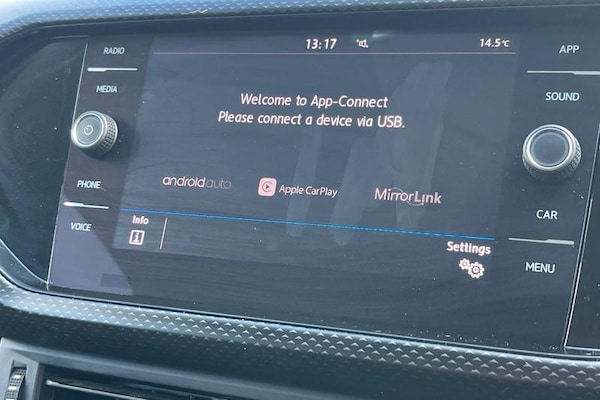 RADIO
MEDIA
PHONE
VOICE
13:17
14.5°C
Welcome to App-Connect
Please connect a device via USB.
androidauto
Apple CarPlay
MirrorLink
Info
i
Settings
APP
SOUND
CAR
MENU